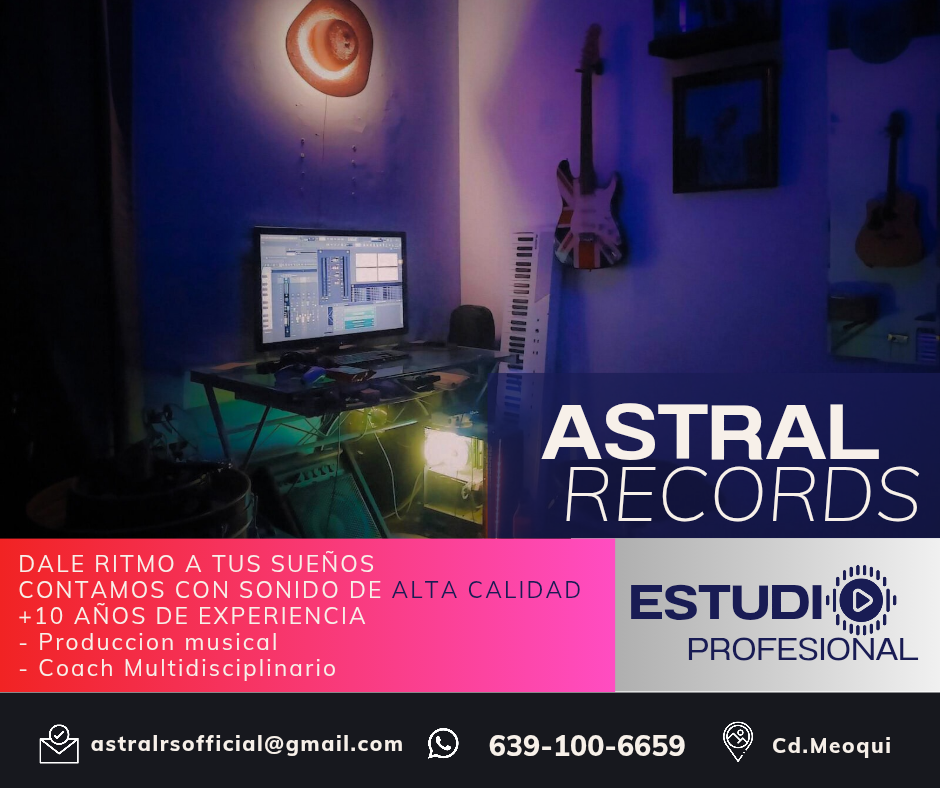 ASTRAL
RECORDS
DALE RITMO A TUS SUEÑOS
CONTAMOS CON SONIDO DE ALTA CALIDAD
+10 AÑOS DE EXPERIENCIA
- Produccion musical
- Coach Multidisciplinario
ESTUDIO
PROFESIONAL
astralrsofficial@gmail.com
639-100-6659
Cd.Meoqui